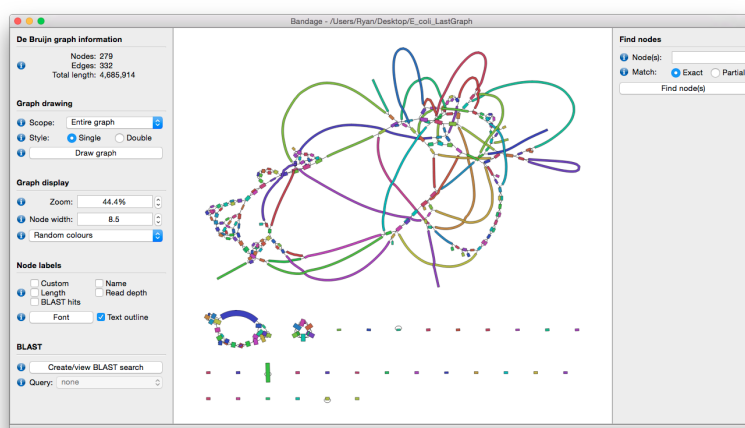 Bandage - /Users/Ryan/Desktop/E_coli_LastGraph
De Bruijn graph information
Nodes: 279
Edges: 332
Total length: 4,685,914
Graph drawing
Scope: Entire graph
Style: Single Double
Draw graph
Graph display
Zoom: 44.4%
Node width: 8.5
Random colours
Node labels
Custom Name
Length Read depth
BLAST hits
Font Text outline
BLAST
Create/view BLAST search
Query: none
Find nodes
Node(s):
Match: Exact Partial
Find node(s)